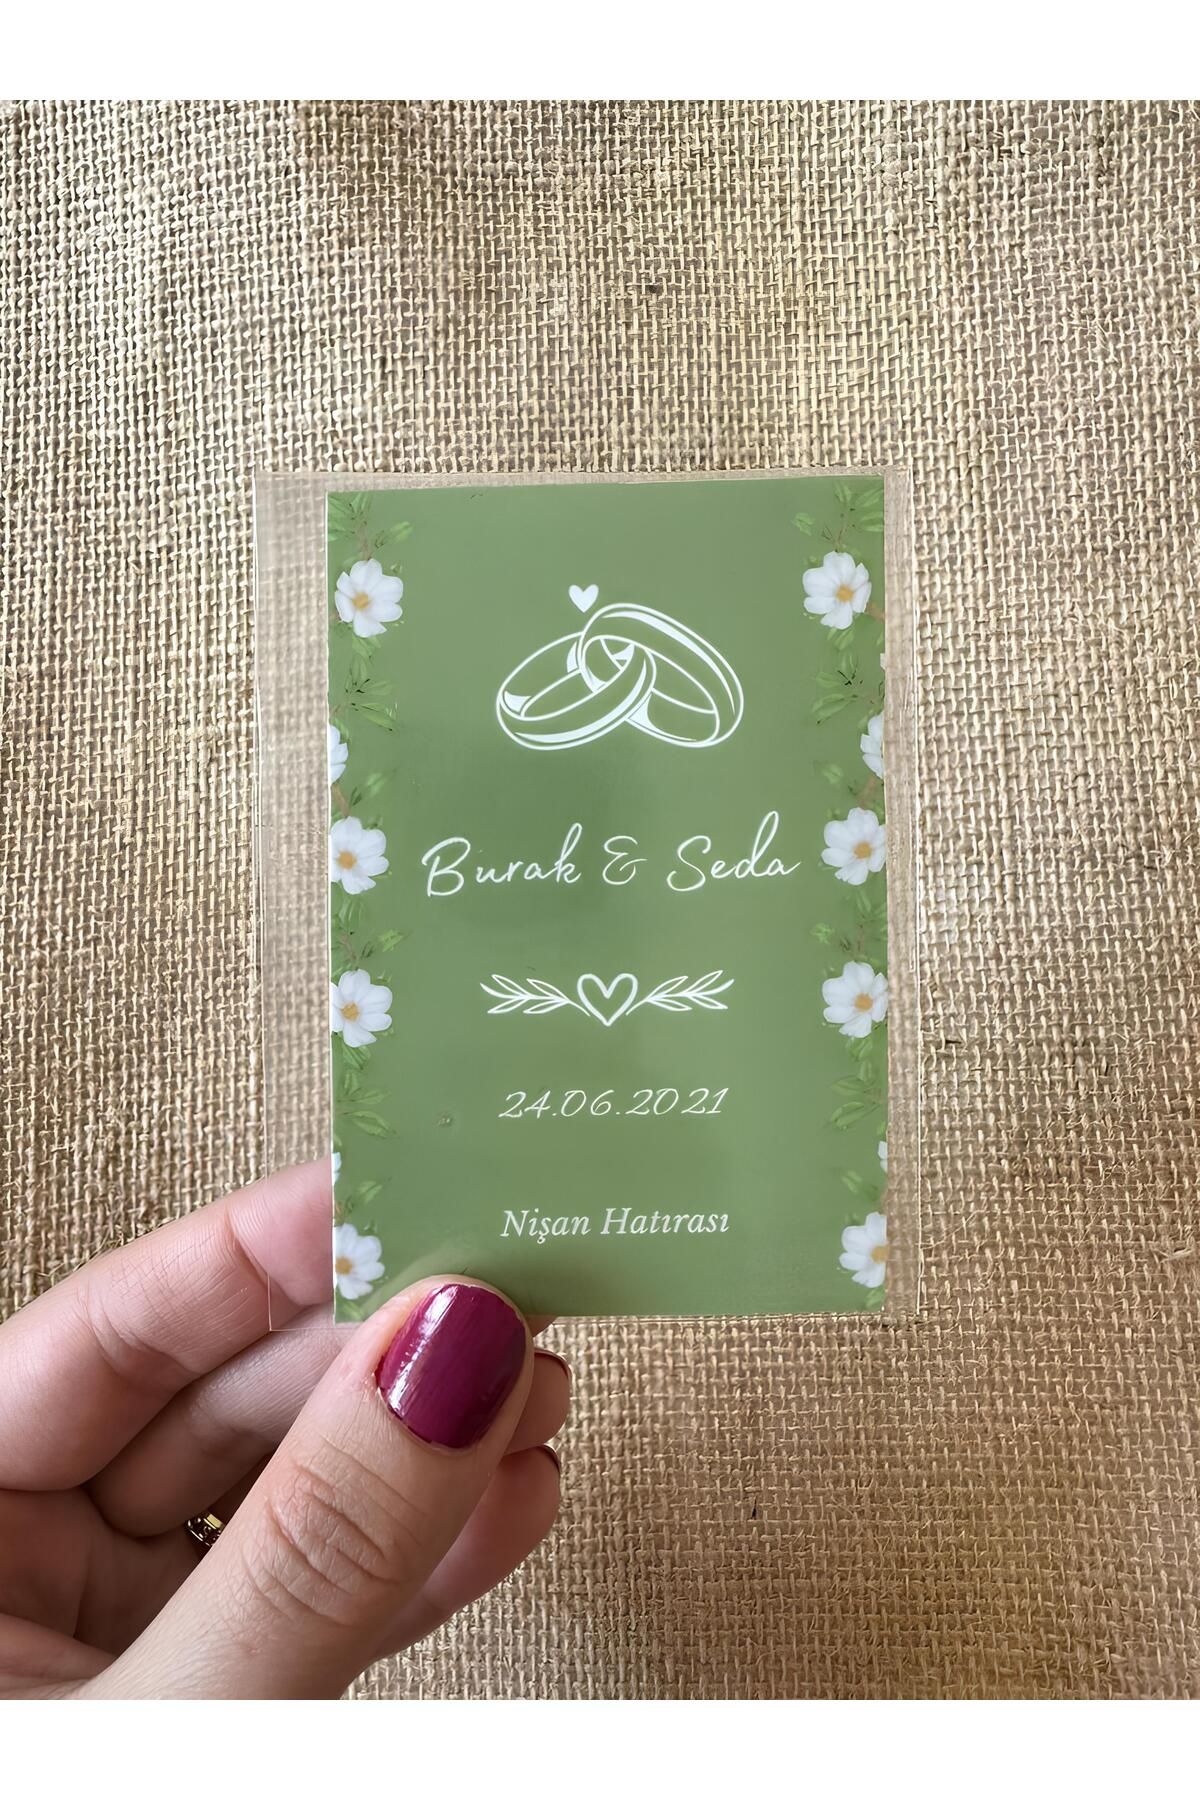 Burak & Seda
24.06.2021
Nişan Hatırası